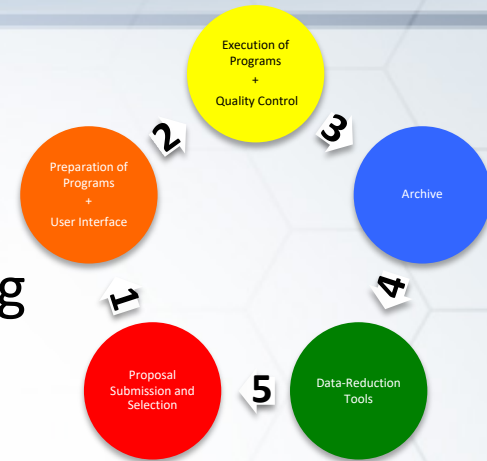 Execution of
Programs
+
Quality Control
2
3
Preparation of
Programs
+
User Interface
Archive
g
1
4
Proposal
Submission and
Selection
5
Data-Reduction
Tools